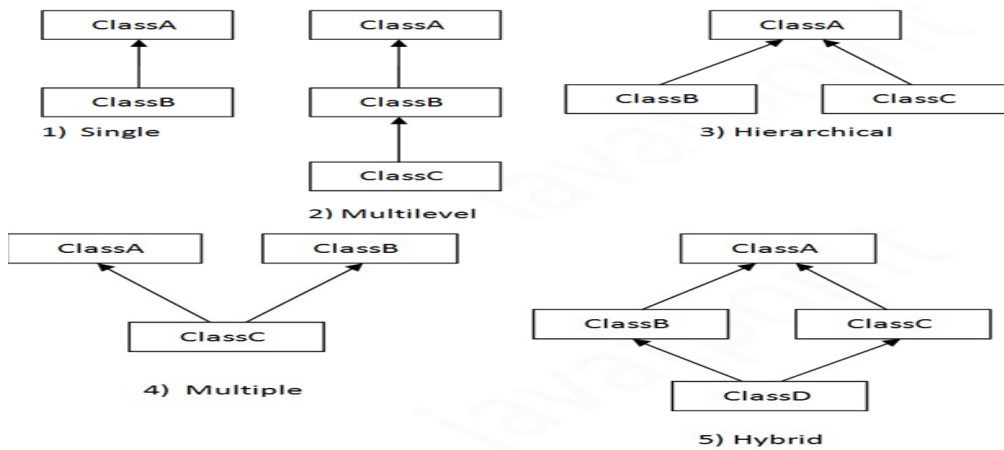 ClassA
ClassB
1) Single
ClassA
ClassB
ClassC
2) Multilevel
ClassA
ClassB ClassC
3) Hierarchical
ClassA ClassB
ClassC
4) Multiple
ClassA
ClassB ClassC
ClassD
5) Hybrid